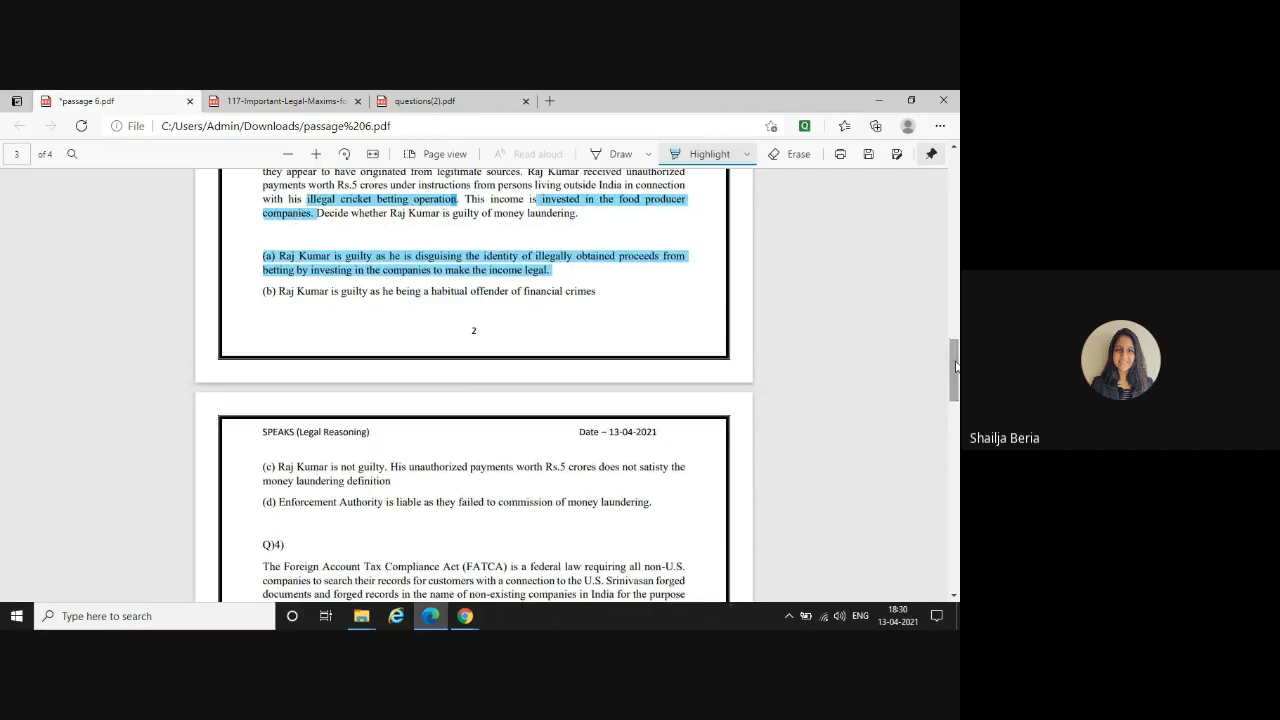 *passage 6.pdf
117-Important-Legal-Maxims-fo
questions(2).pdf
File
C:/Users/Admin/Downloads/passage%206.pdf
3 of 4
Page view
Read aloud
Draw
Highlight
Erase
they appear to have originated from legitimate sources. Raj Kumar received unauthorized
payments worth Rs.5 crores under instructions from persons living outside India in connection
with his illegal cricket betting operation. This income is invested in the food producer
companies. Decide whether Raj Kumar is guilty of money laundering.
(a) Raj Kumar is guilty as he is disguising the identity of illegally obtained proceeds from
betting by investing in the companies to make the income legal.
(b) Raj Kumar is guilty as he being a habitual offender of financial crimes
2
SPEAKS (Legal Reasoning)
Date – 13-04-2021
(c) Raj Kumar is not guilty. His unauthorized payments worth Rs.5 crores does not satisty the
money laundering definition
(d) Enforcement Authority is liable as they failed to commission of money laundering.
Q)4)
The Foreign Account Tax Compliance Act (FATCA) is a federal law requiring all non-U.S.
companies to search their records for customers with a connection to the U.S. Srinivasan forged
documents and forged records in the name of non-existing companies in India for the purpose
Shailja Beria
Type here to search
ENG
18:30
13-04-2021